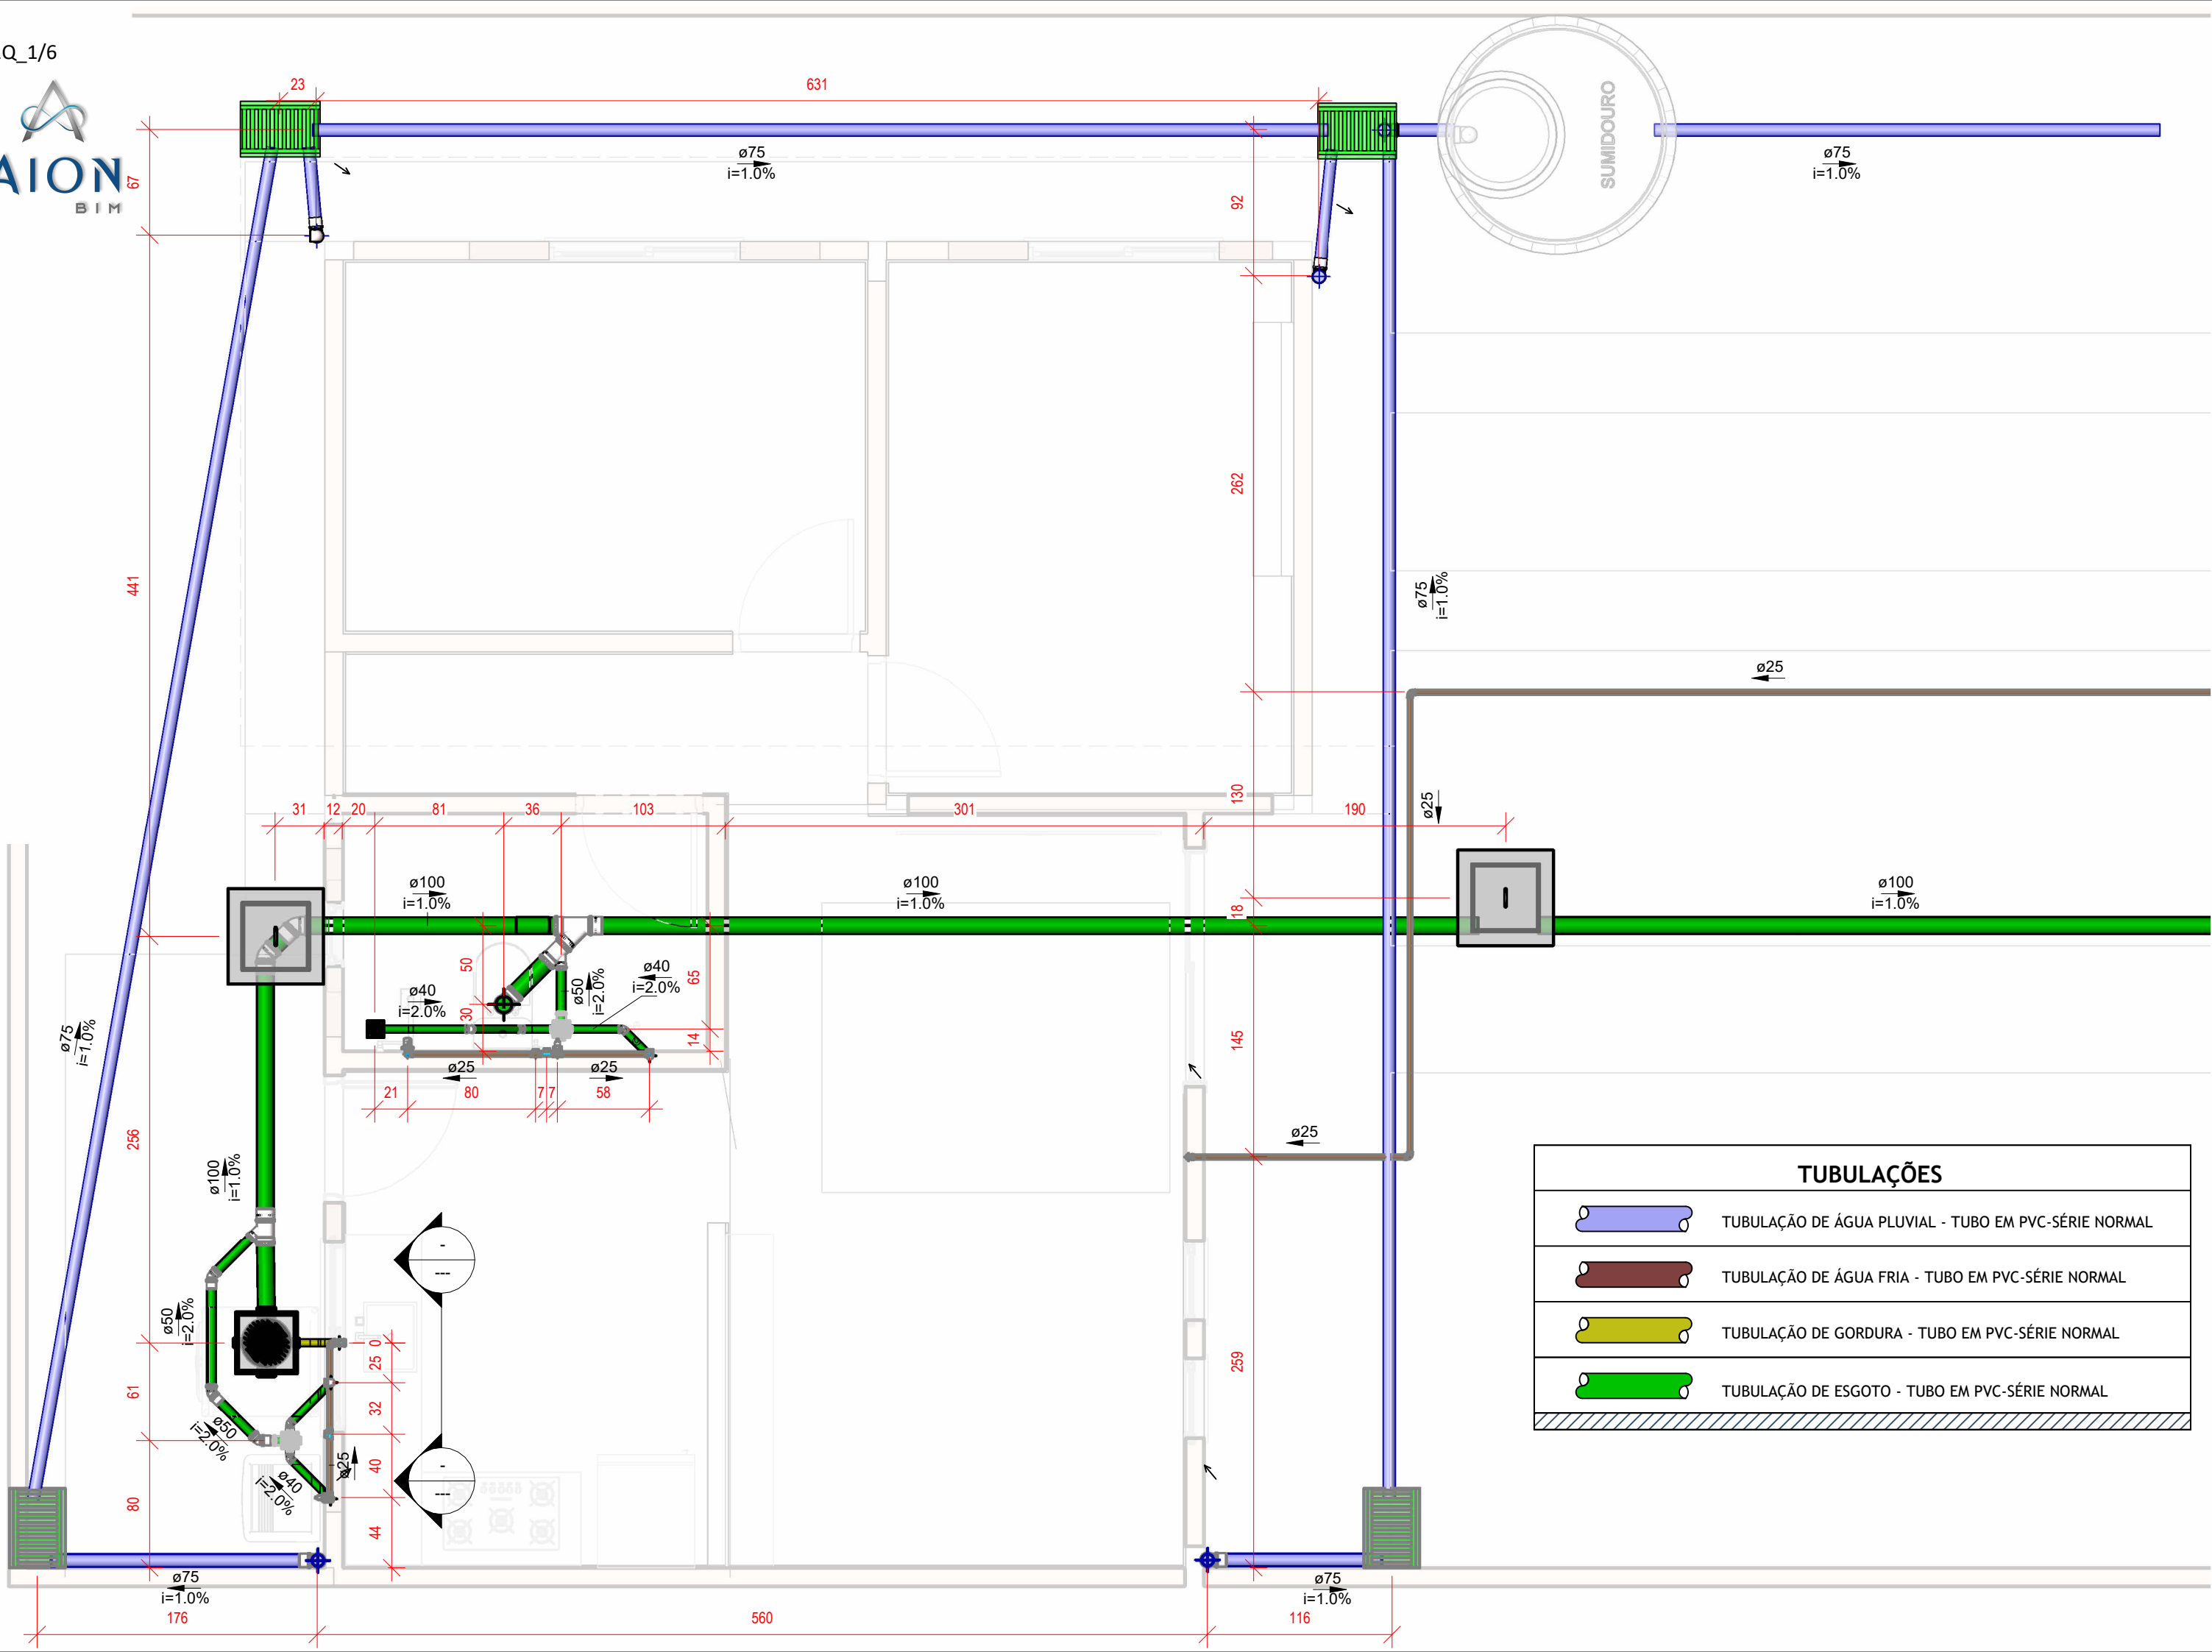 Q_1/6
AION
BIM
23
631
67
ø75
i=1.0%
92
SUMIDOURO
ø75
i=1.0%
441
262
ø75
i=1.0%
ø25
ø25
130
31
12
20
81
36
103
301
190
ø100
i=1.0%
ø100
i=1.0%
18
ø100
i=1.0%
50
30
ø40
i=2.0%
ø50
i=2.0%
ø40
i=2.0%
65
14
145
ø75
i=1.0%
ø25
ø25
21
80
7
7
58
256
ø25
ø100
i=1.0%
TUBULAÇÕES
TUBULAÇÃO DE ÁGUA PLUVIAL - TUBO EM PVC-SÉRIE NORMAL
TUBULAÇÃO DE ÁGUA FRIA - TUBO EM PVC-SÉRIE NORMAL
TUBULAÇÃO DE GORDURA - TUBO EM PVC-SÉRIE NORMAL
TUBULAÇÃO DE ESGOTO - TUBO EM PVC-SÉRIE NORMAL
-
---
ø50
i=2.0%
0
25
259
61
32
ø50
i=2.0%
ø25
40
-
---
ø40
i=2.0%
80
44
ø75
i=1.0%
ø75
i=1.0%
176
560
116